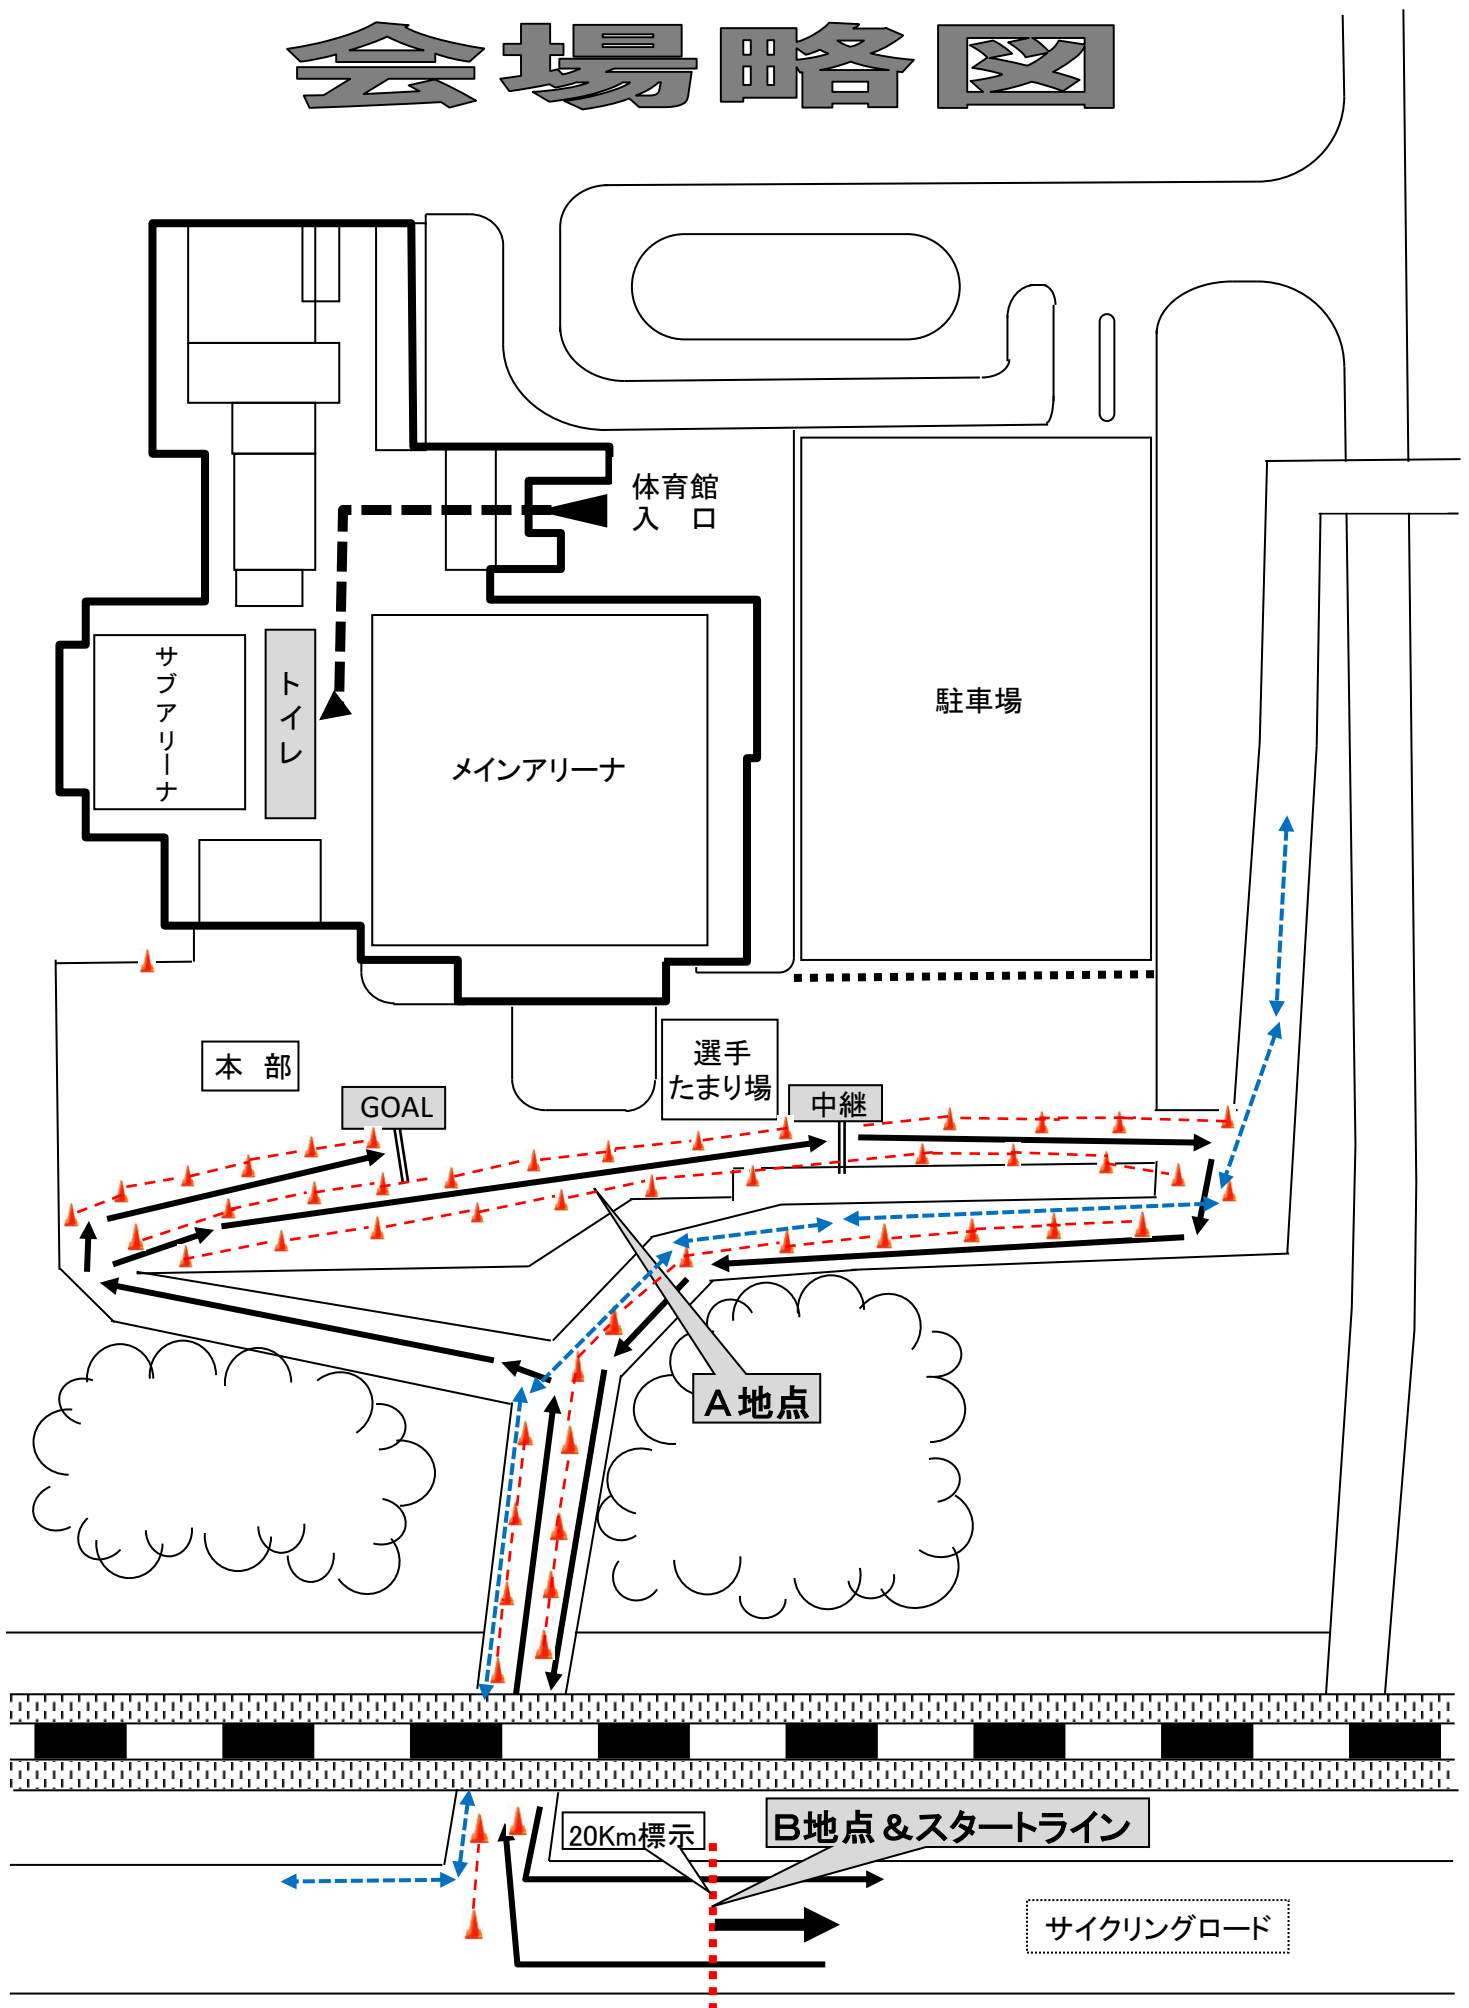 会場略図
体育館
入 口
サブアリーナ
トイレ
メインアリーナ
駐車場
本 部
選手
たまり場
GOAL
中継
A地点
20Km標示
B地点&スタートライン
サイクリングロード